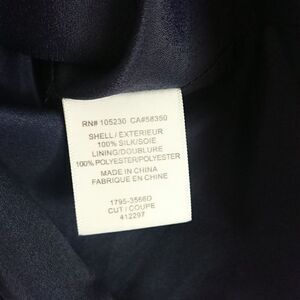 RN# 105230 CA#58350
SHELL / EXTERIEUR
100% SILK/SOIE
LINING/DOUBLURE
100% POLYESTER/POLYESTER
MADE IN CHINA
FABRIQUE EN CHINE
1795-3566D
CUT / COUPE
412297